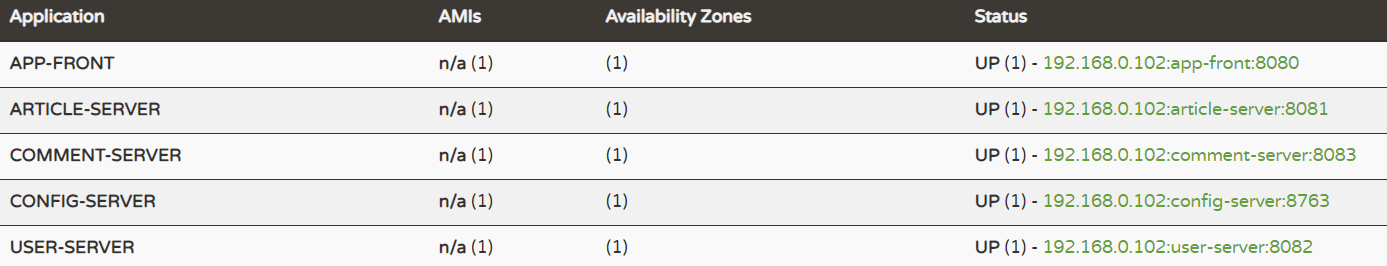 Application AMIs Availability Zones Status
APP-FRONT n/a (1) (1) UP (1) - 192.168.0.102:app-front:8080
ARTICLE-SERVER n/a (1) (1) UP (1) - 192.168.0.102:article-server:8081
COMMENT-SERVER n/a (1) (1) UP (1) - 192.168.0.102:comment-server:8083
CONFIG-SERVER n/a (1) (1) UP (1) - 192.168.0.102:config-server:8763
USER-SERVER n/a (1) (1) UP (1) - 192.168.0.102:user-server:8082